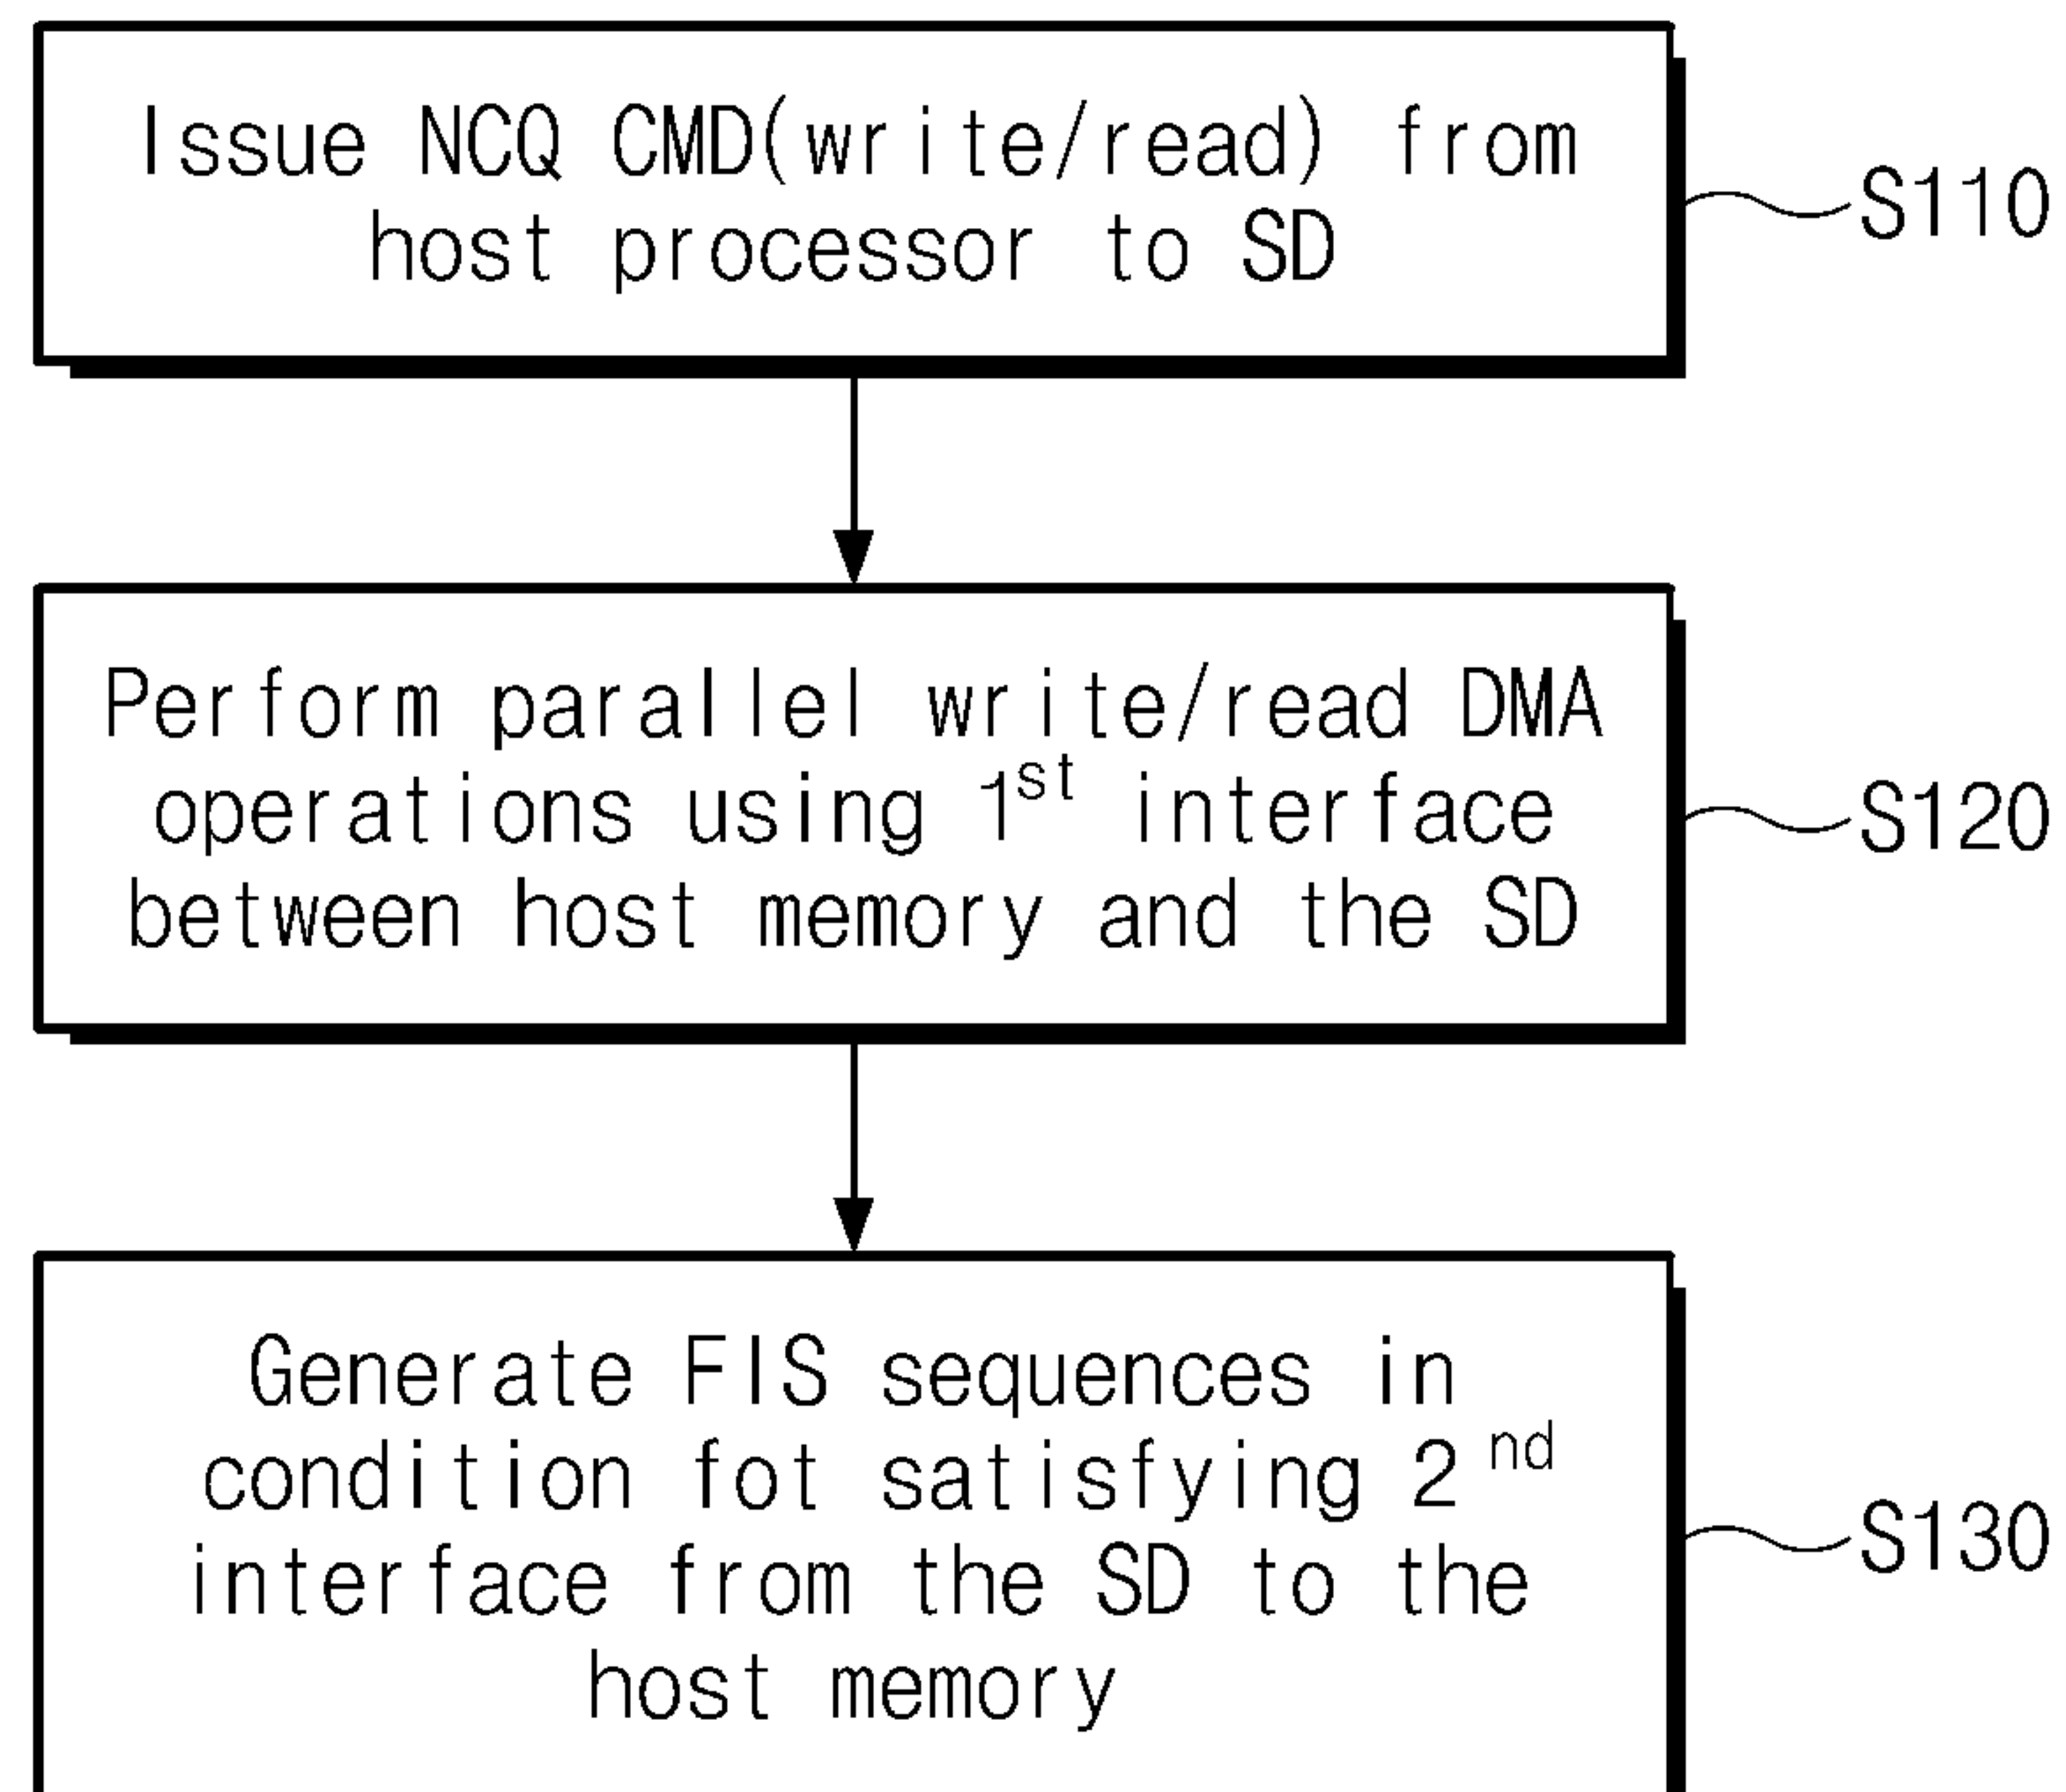 Issue NCQ CMD(write/read) from
host processor to SD
S110
Perform parallel write/read DMA
operations using 1st interface
between host memory and the SD
S120
Generate FIS sequences in
condition fot satisfying 2nd
interface from the SD to the
host memory
S130